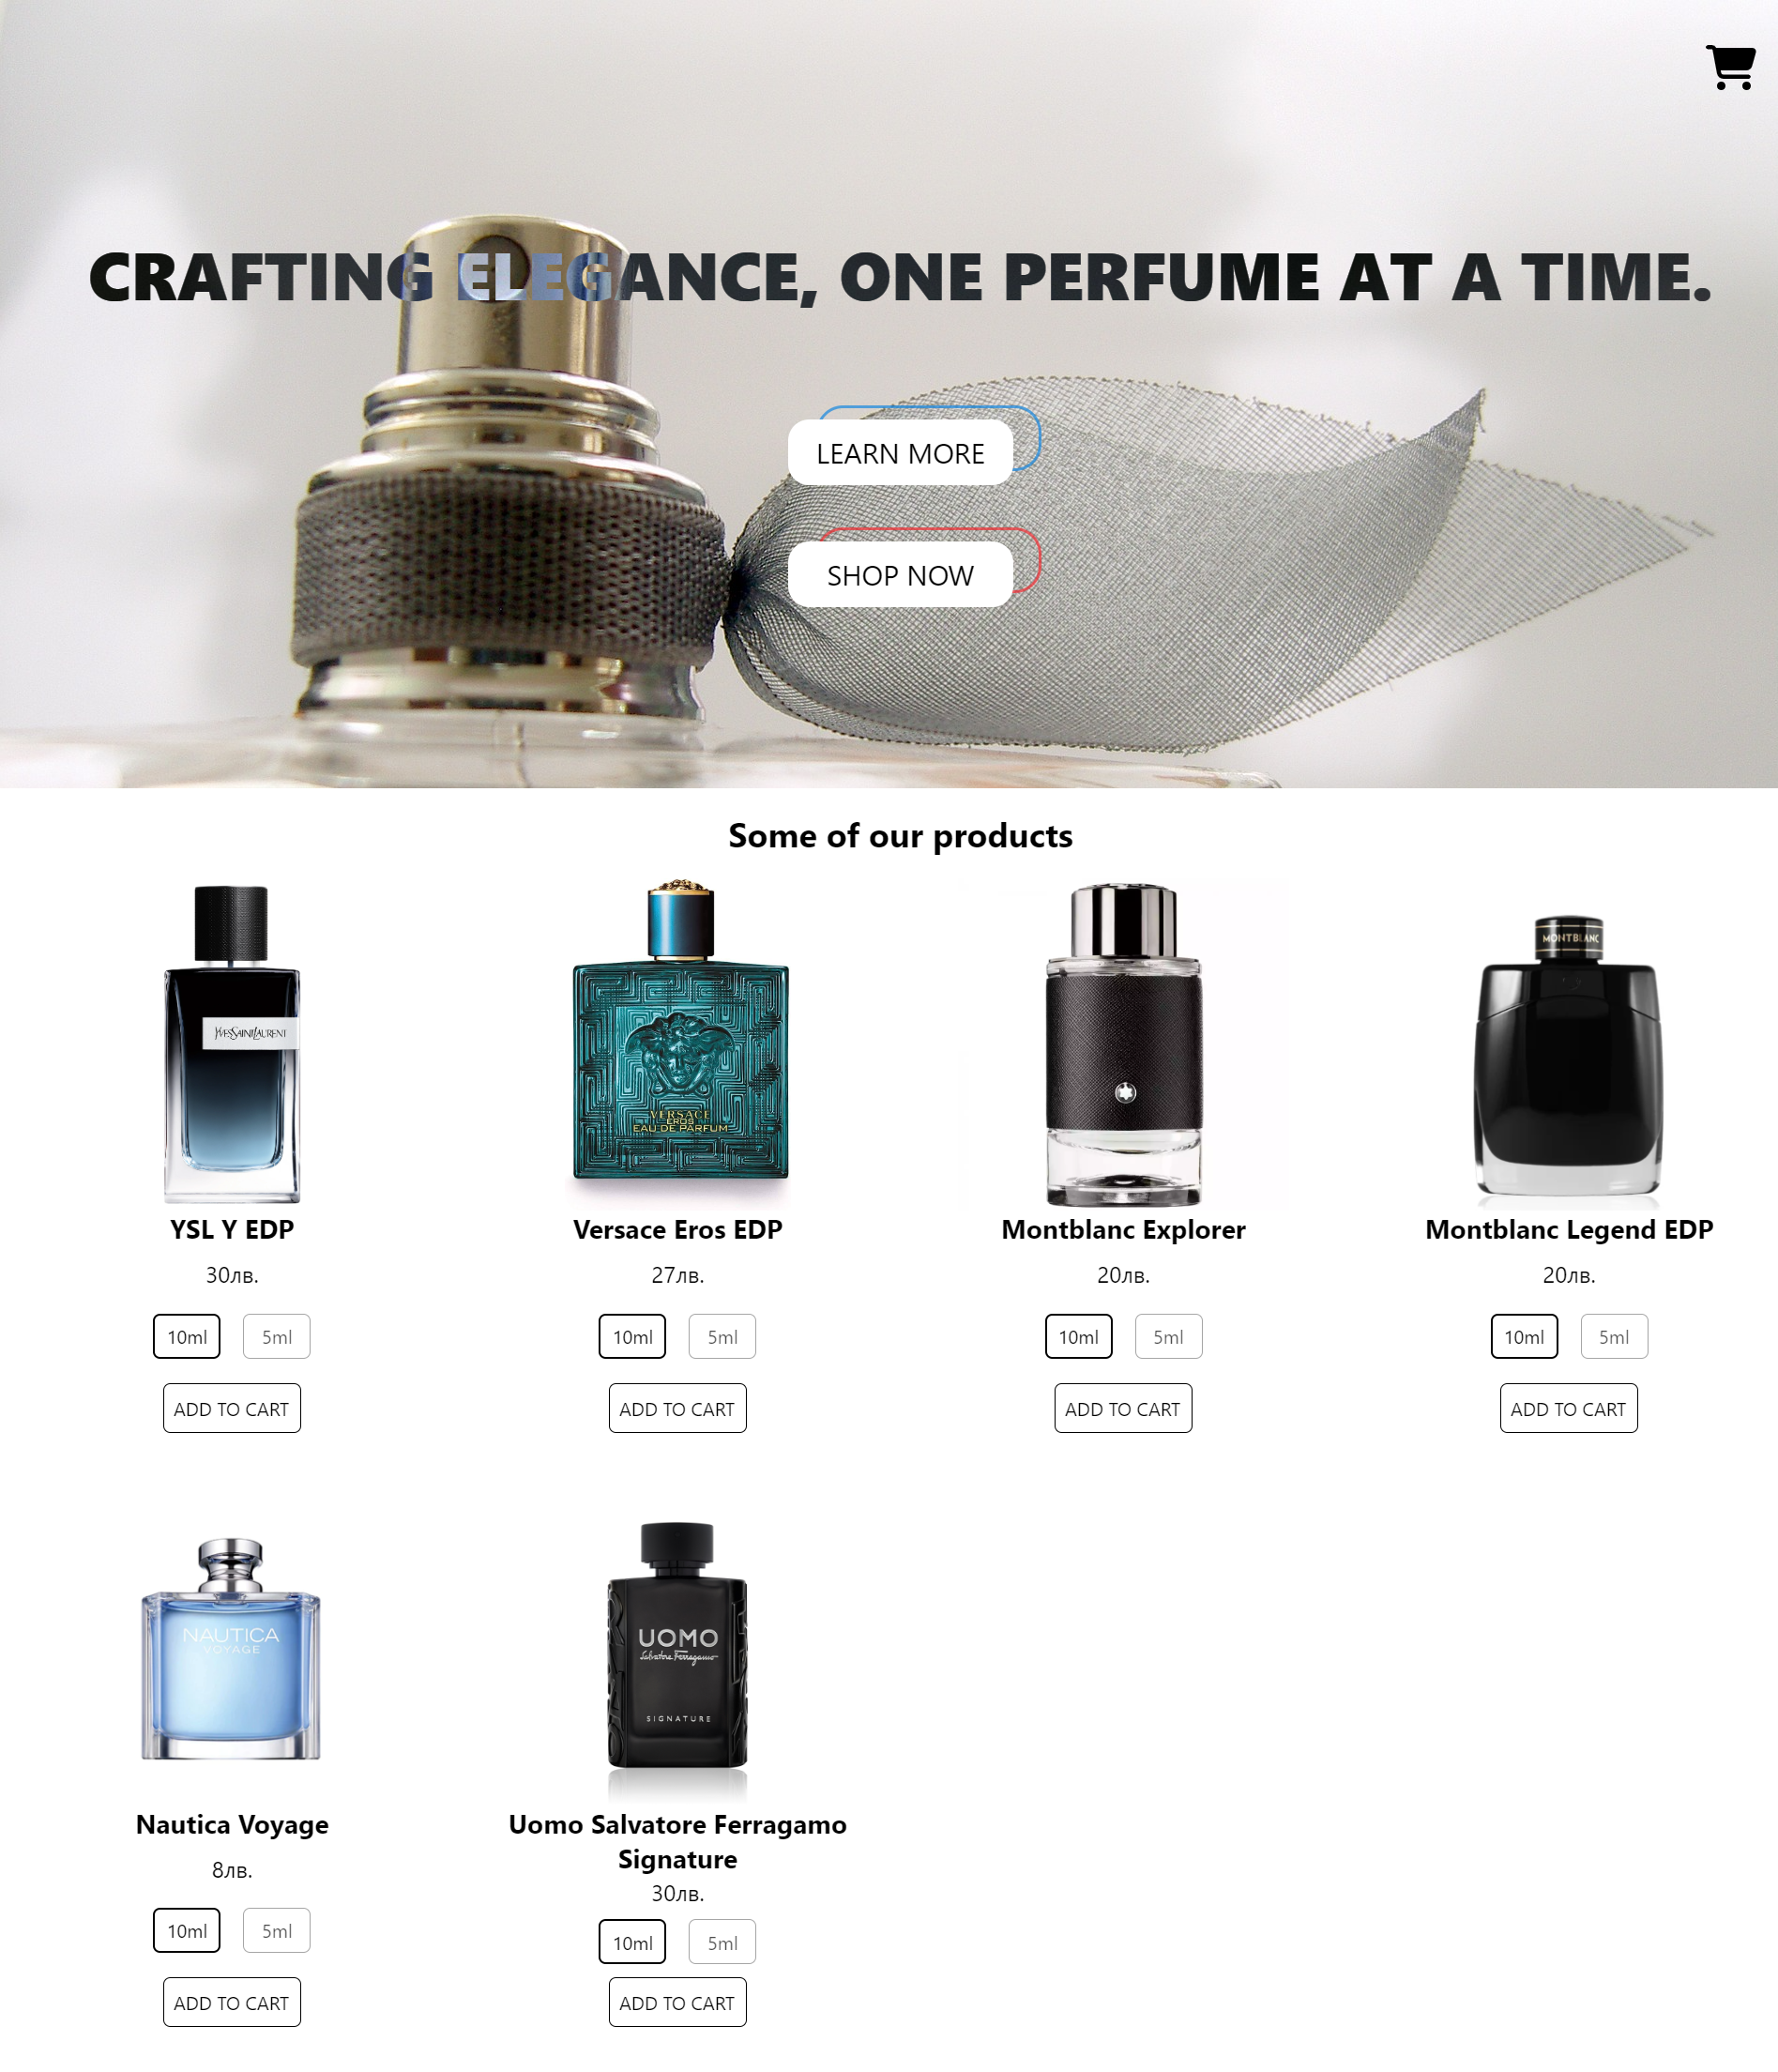 CRAFTING ELEGANCE, ONE PERFUME AT A TIME.
LEARN MORE
SHOP NOW
Some of our products
YVESSAINTLAURENT
VERSACE
EROS
EAU DE PARFUM
MONTBLANC
YSL Y EDP
Versace Eros EDP
Montblanc Explorer
Montblanc Legend EDP
30лв.
27лв.
20лв.
20лв.
10ml
5ml
10ml
5ml
10ml
5ml
10ml
5ml
ADD TO CART
ADD TO CART
ADD TO CART
ADD TO CART
NAUTICA
VOYAGE
UOMO
Salvatore Ferragamo
SIGNATURE
Nautica Voyage
Uomo Salvatore Ferragamo
Signature
8лв.
30лв.
10ml
5ml
10ml
5ml
ADD TO CART
ADD TO CART